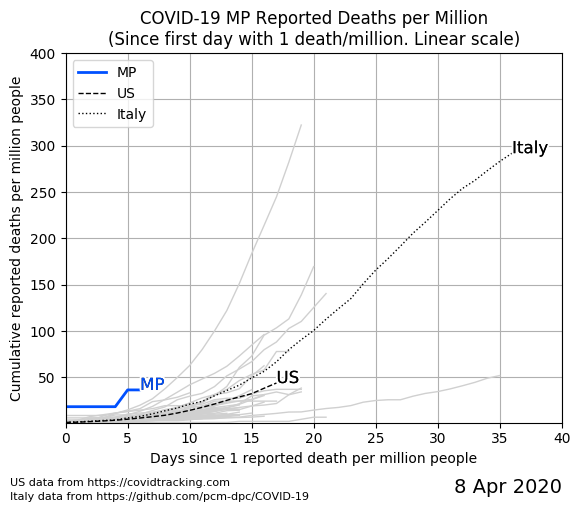 COVID-19 MP Reported Deaths per Million
(Since first day with 1 death/million. Linear scale)
Cumulative reported deaths per million people
400
350
300
250
200
150
100
50
MP
US
Italy
Italy
US
MP
0
5
10
15
20
25
30
35
40
Days since 1 reported death per million people
US data from https://covidtracking.com
Italy data from https://github.com/pcm-dpc/COVID-19
8 Apr 2020